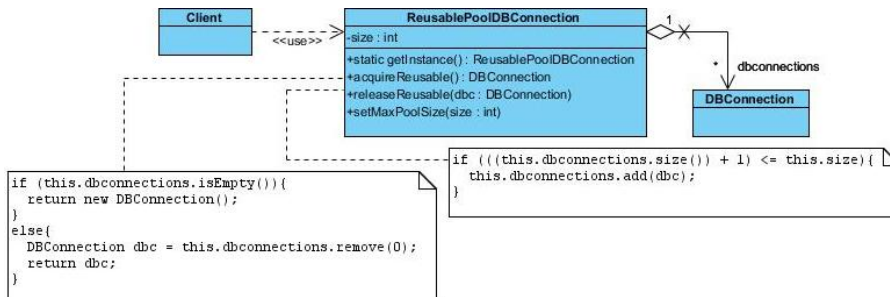 Client
<<use>>
ReusablePoolDBConnection
-size : int
+static getInstance() : ReusablePoolDBConnection
+acquireReusable() : DBConnection
+releaseReusable(dbc : DBConnection)
+setMaxPoolSize(size : int)
1
*
dbconnections
DBConnection
if (this.dbconnections.isEmpty()){
return new DBConnection();
}
else{
DBConnection dbc = this.dbconnections.remove(0);
return dbc;
}
if (((this.dbconnections.size()) + 1) <= this.size){
this.dbconnections.add(dbc);
}